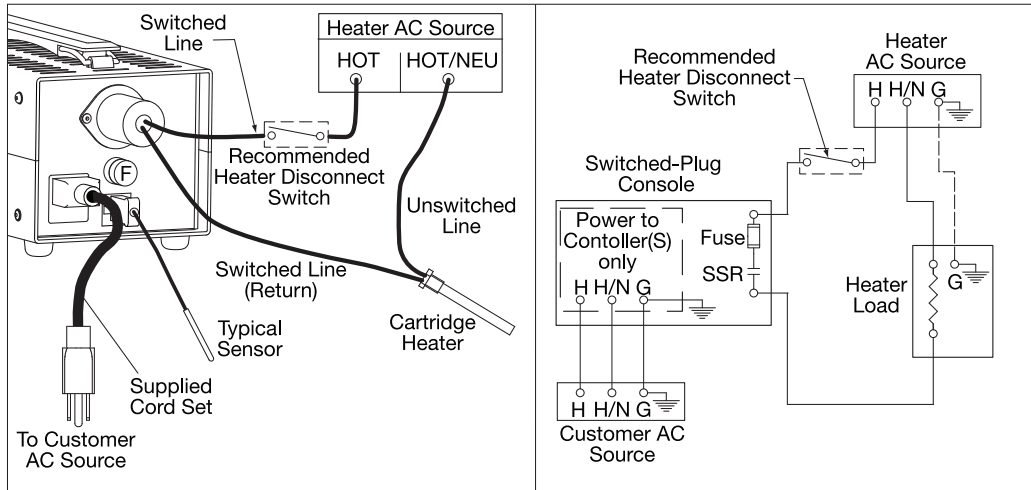 Switched
Line
Heater AC Source
HOT
HOT/NEU
F
Recommended
Heater Disconnect
Switch
Unswitched
Line
Switched Line
(Return)
Typical
Sensor
Cartridge
Heater
Supplied
Cord Set
To Customer
AC Source
Heater
AC Source
Recommended
Heater Disconnect
Switch
H H/N G
Switched-Plug
Console
Power to
Contoller(S)
only
H H/N G
Fuse
SSR
Heater
Load
G
H H/N G
Customer AC
Source